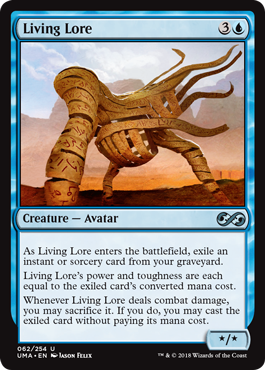 Living Lore 3
Creature — Avatar
As Living Lore enters the battlefield, exile an
instant or sorcery card from your graveyard.
Living Lore's power and toughness are each
equal to the exiled card's converted mana cost.
Whenever Living Lore deals combat damage,
you may sacrifice it. If you do, you may cast the
exiled card without paying its mana cost.
*/*
062/254 U
UMA • EN Jason Felix
™ & © 2018 Wizards of the Coast